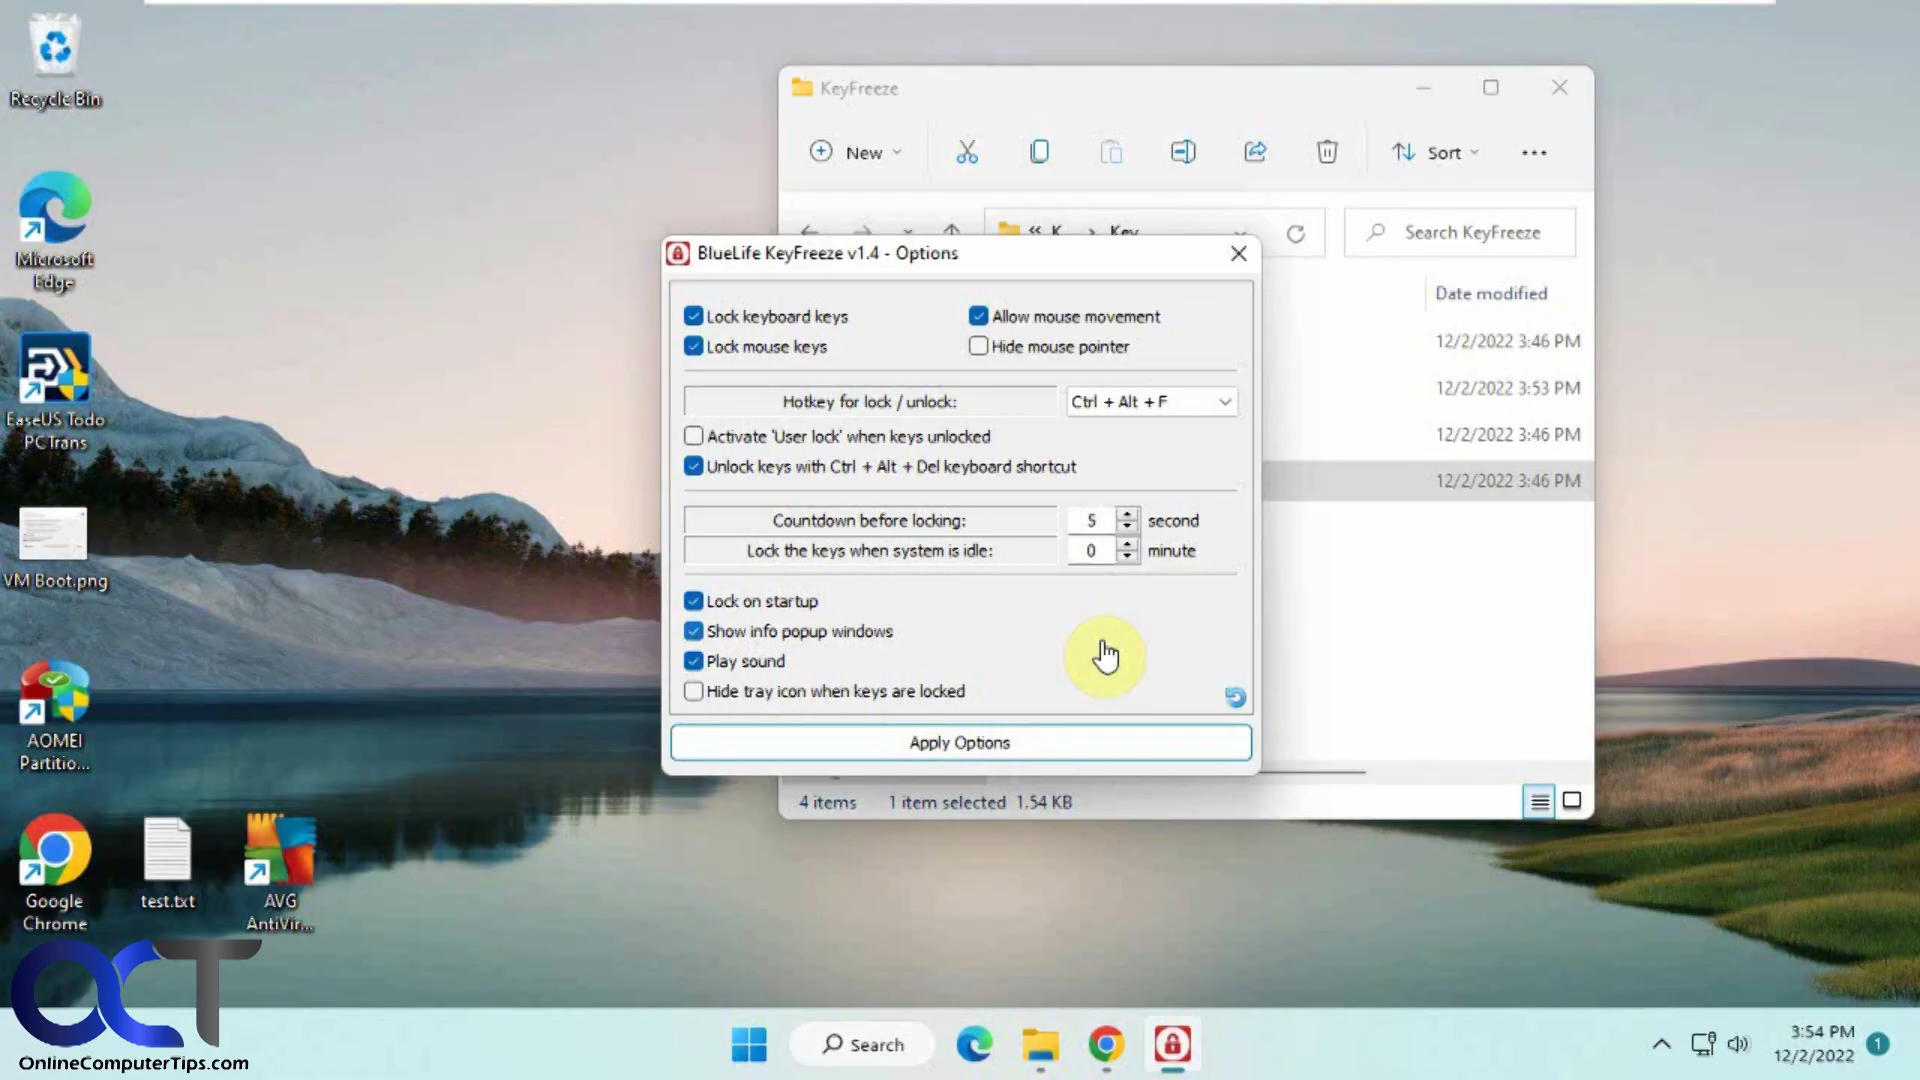 Recycle Bin
Microsoft
Edge
EaseUS Todo
PCTrans
VM Boot.png
AOMEI
Partitio...
Google
Chrome
test.txt
AVG
AntiVir...
OCT
OnlineComputerTips.com
KeyFreeze
New
Sort
« K... > Key...
Search KeyFreeze
Date modified
12/2/2022 3:46 PM
12/2/2022 3:53 PM
12/2/2022 3:46 PM
12/2/2022 3:46 PM
4 items 1 item selected 1.54 KB
BlueLife KeyFreeze v1.4 - Options
Lock keyboard keys
Allow mouse movement
Lock mouse keys
Hide mouse pointer
Hotkey for lock / unlock:
Ctrl + Alt + F
Activate 'User lock' when keys unlocked
Unlock keys with Ctrl + Alt + Del keyboard shortcut
Countdown before locking:
5 second
Lock the keys when system is idle:
0 minute
Lock on startup
Show info popup windows
Play sound
Hide tray icon when keys are locked
Apply Options
Search
3:54 PM
12/2/2022
1